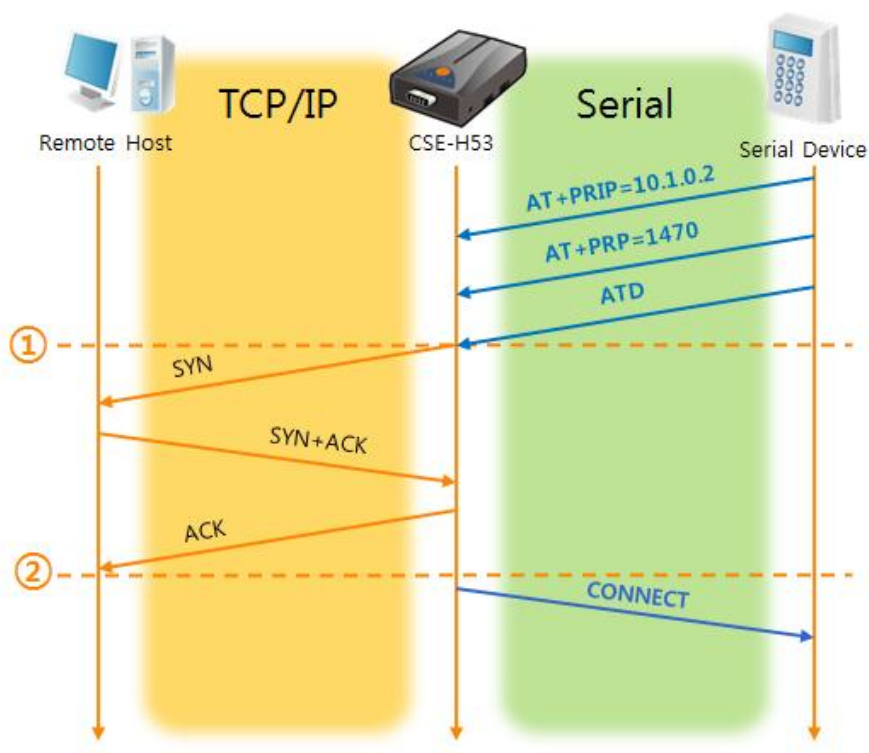 TCP/IP
Serial
Remote Host
CSE-H53
Serial Device
AT+PRIP=10.1.0.2
AT+PRP=1470
ATD
①
SYN
SYN+ACK
ACK
②
CONNECT